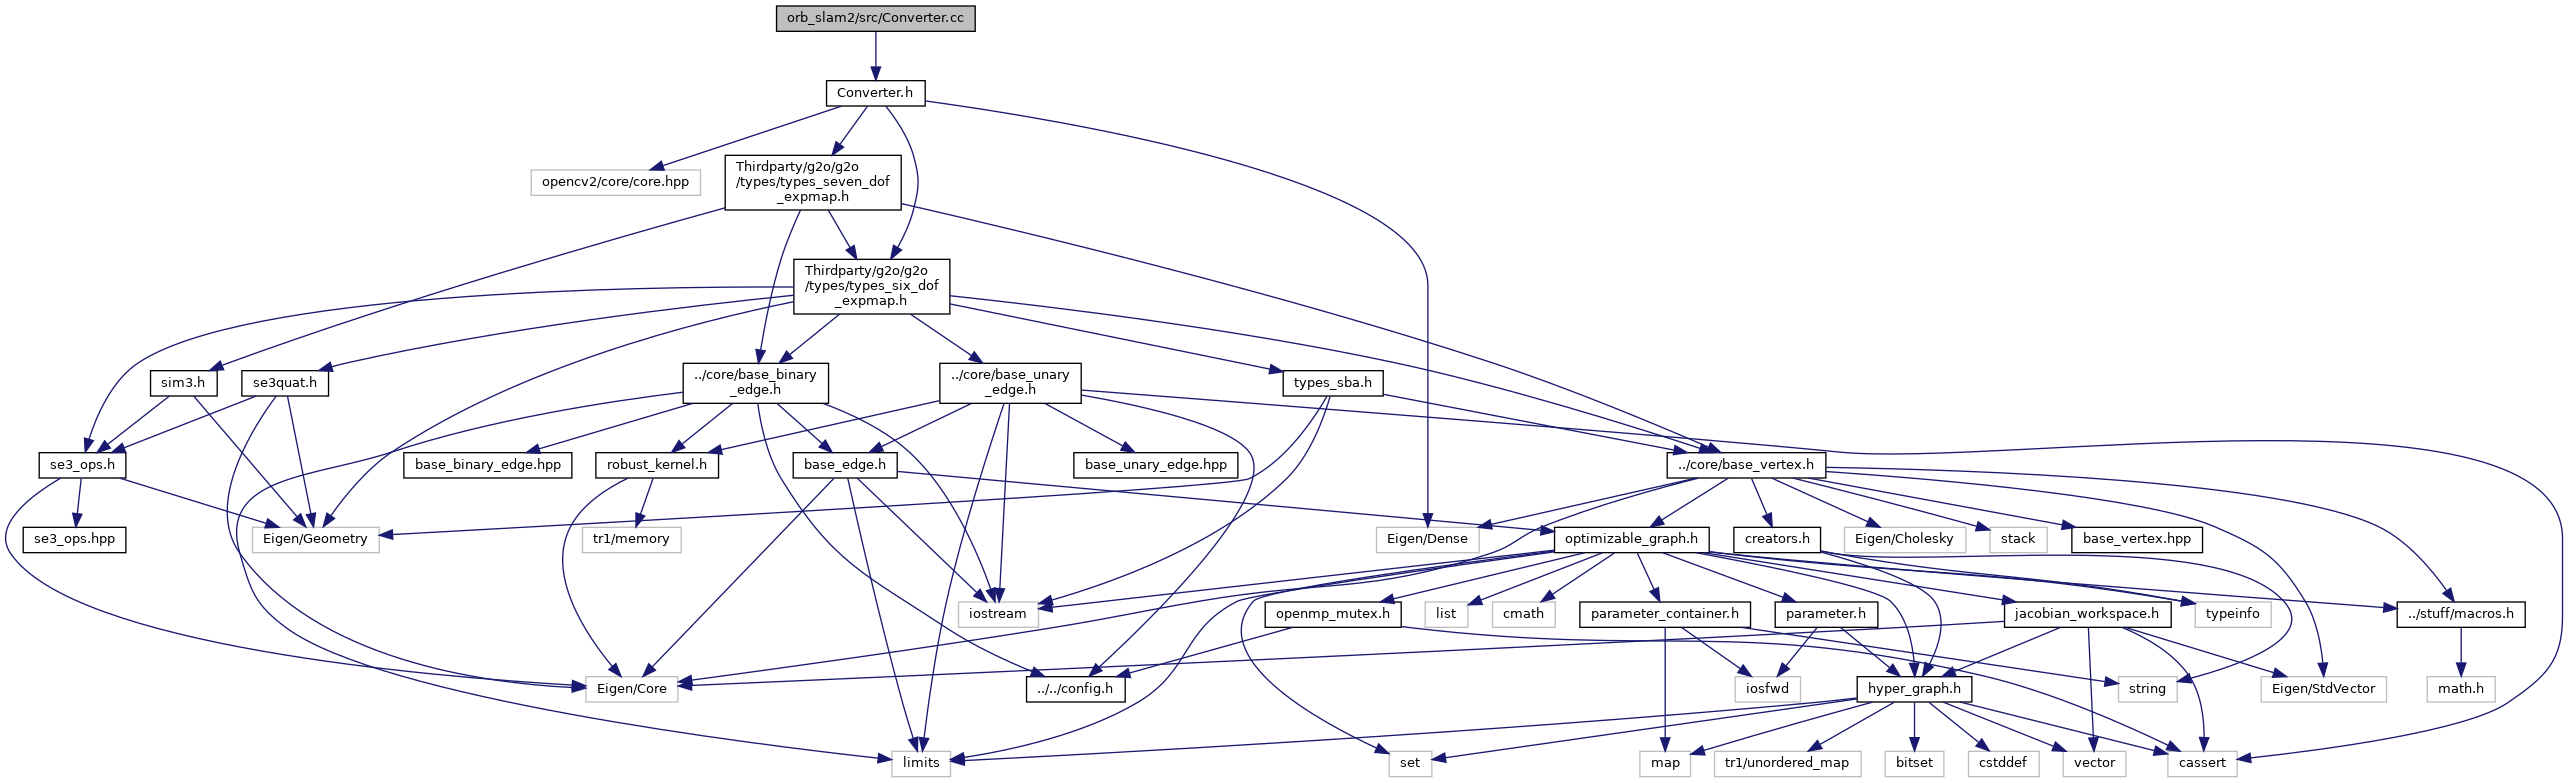 orb_slam2/src/Converter.cc
Converter.h
opencv2/core/core.hpp
Thirdparty/g2o/g2o
/types/types_seven_dof
_expmap.h
Thirdparty/g2o/g2o
/types/types_six_dof
_expmap.h
sim3.h
se3quat.h
../core/base_binary
_edge.h
../core/base_unary
_edge.h
types_sba.h
se3_ops.h
base_binary_edge.hpp
robust_kernel.h
base_edge.h
base_unary_edge.hpp
../core/base_vertex.h
se3_ops.hpp
Eigen/Geometry
tr1/memory
Eigen/Dense
optimizable_graph.h
creators.h
Eigen/Cholesky
stack
base_vertex.hpp
iostream
openmp_mutex.h
list
cmath
parameter_container.h
parameter.h
jacobian_workspace.h
typeinfo
../stuff/macros.h
Eigen/Core
../../config.h
iosfwd
hyper_graph.h
string
Eigen/StdVector
math.h
limits
set
map
tr1/unordered_map
bitset
cstddef
vector
cassert